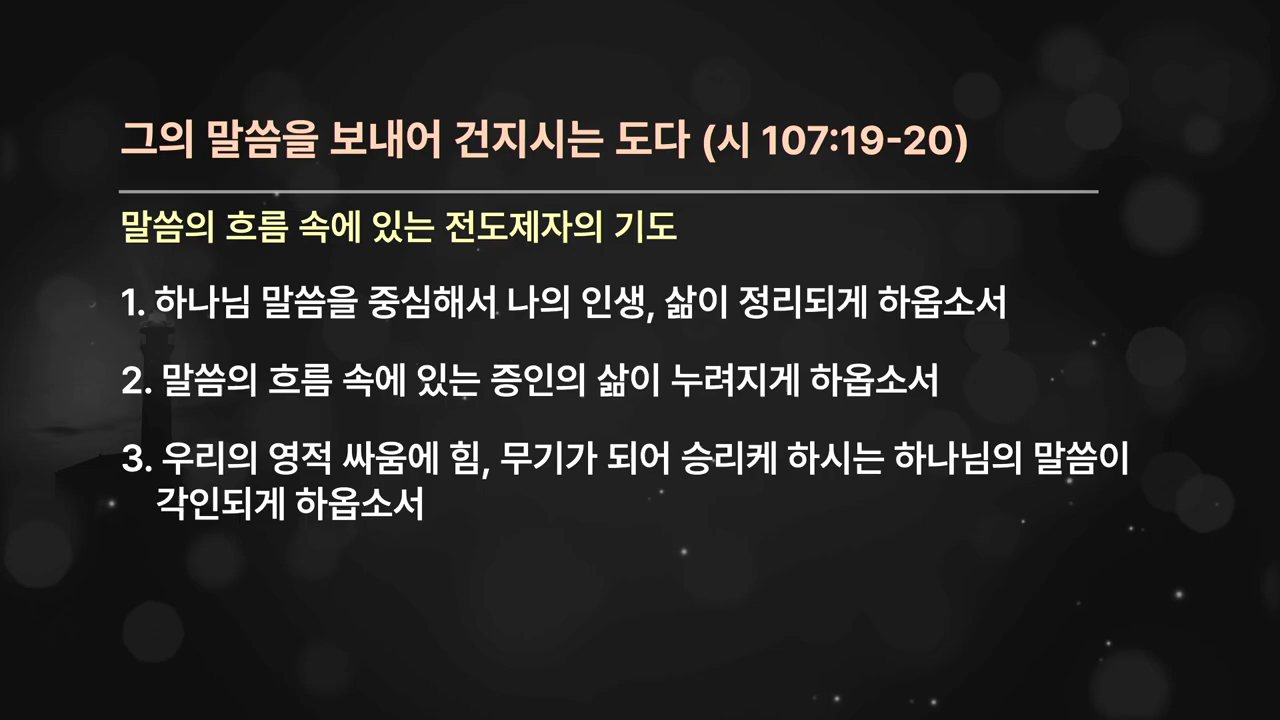 그의 말씀을 보내어 건지시는 도다 (시 107:19-20)
말씀의 흐름 속에 있는 전도제자의 기도
1. 하나님 말씀을 중심해서 나의 인생, 삶이 정리되게 하옵소서
2. 말씀의 흐름 속에 있는 증인의 삶이 누려지게 하옵소서
3. 우리의 영적 싸움에 힘, 무기가 되어 승리케 하시는 하나님의 말씀이
각인되게 하옵소서